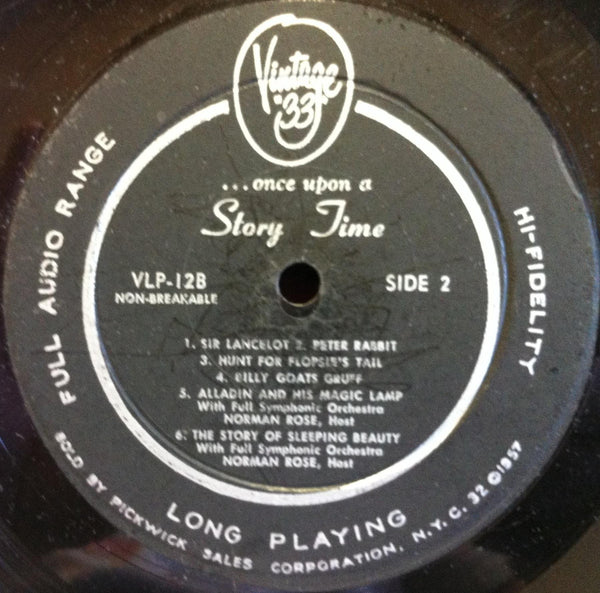 Vintage
"33"
...once upon a
Story Time
VLP-12B
NON-BREAKABLE
SIDE 2
1. SIR LANCELOT 2. PETER RABBIT
3. HUNT FOR FLOPSIE'S TAIL
4. BILLY GOATS GRUFF
5. ALLADIN AND HIS MAGIC LAMP
With Full Symphonic Orchestra
NORMAN ROSE, Host
6. THE STORY OF SLEEPING BEAUTY
With Full Symphonic Orchestra
NORMAN ROSE, Host
FULL AUDIO RANGE
HI-FIDELITY
LONG PLAYING
SOLD BY PICKWICK SALES CORPORATION, N.Y.C. 32 ©1957